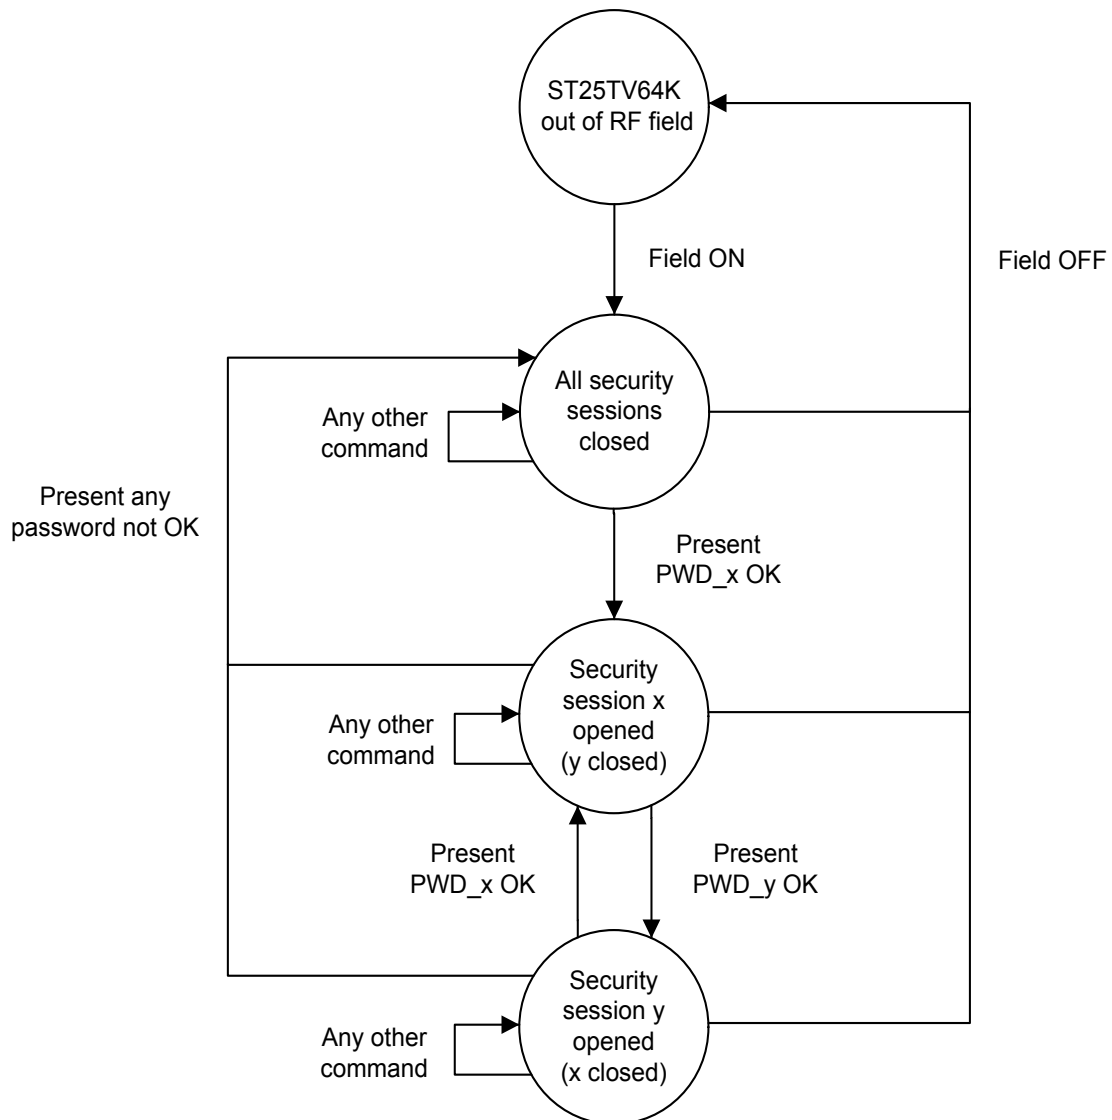 ST25TV64K
out of RF field
Field ON
Field OFF
All security
sessions
closed
Any other
command
Present any
password not OK
Present
PWD_x OK
Security
session x
opened
(y closed)
Any other
command
Present
PWD_x OK
Present
PWD_y OK
Security
session y
opened
(x closed)
Any other
command